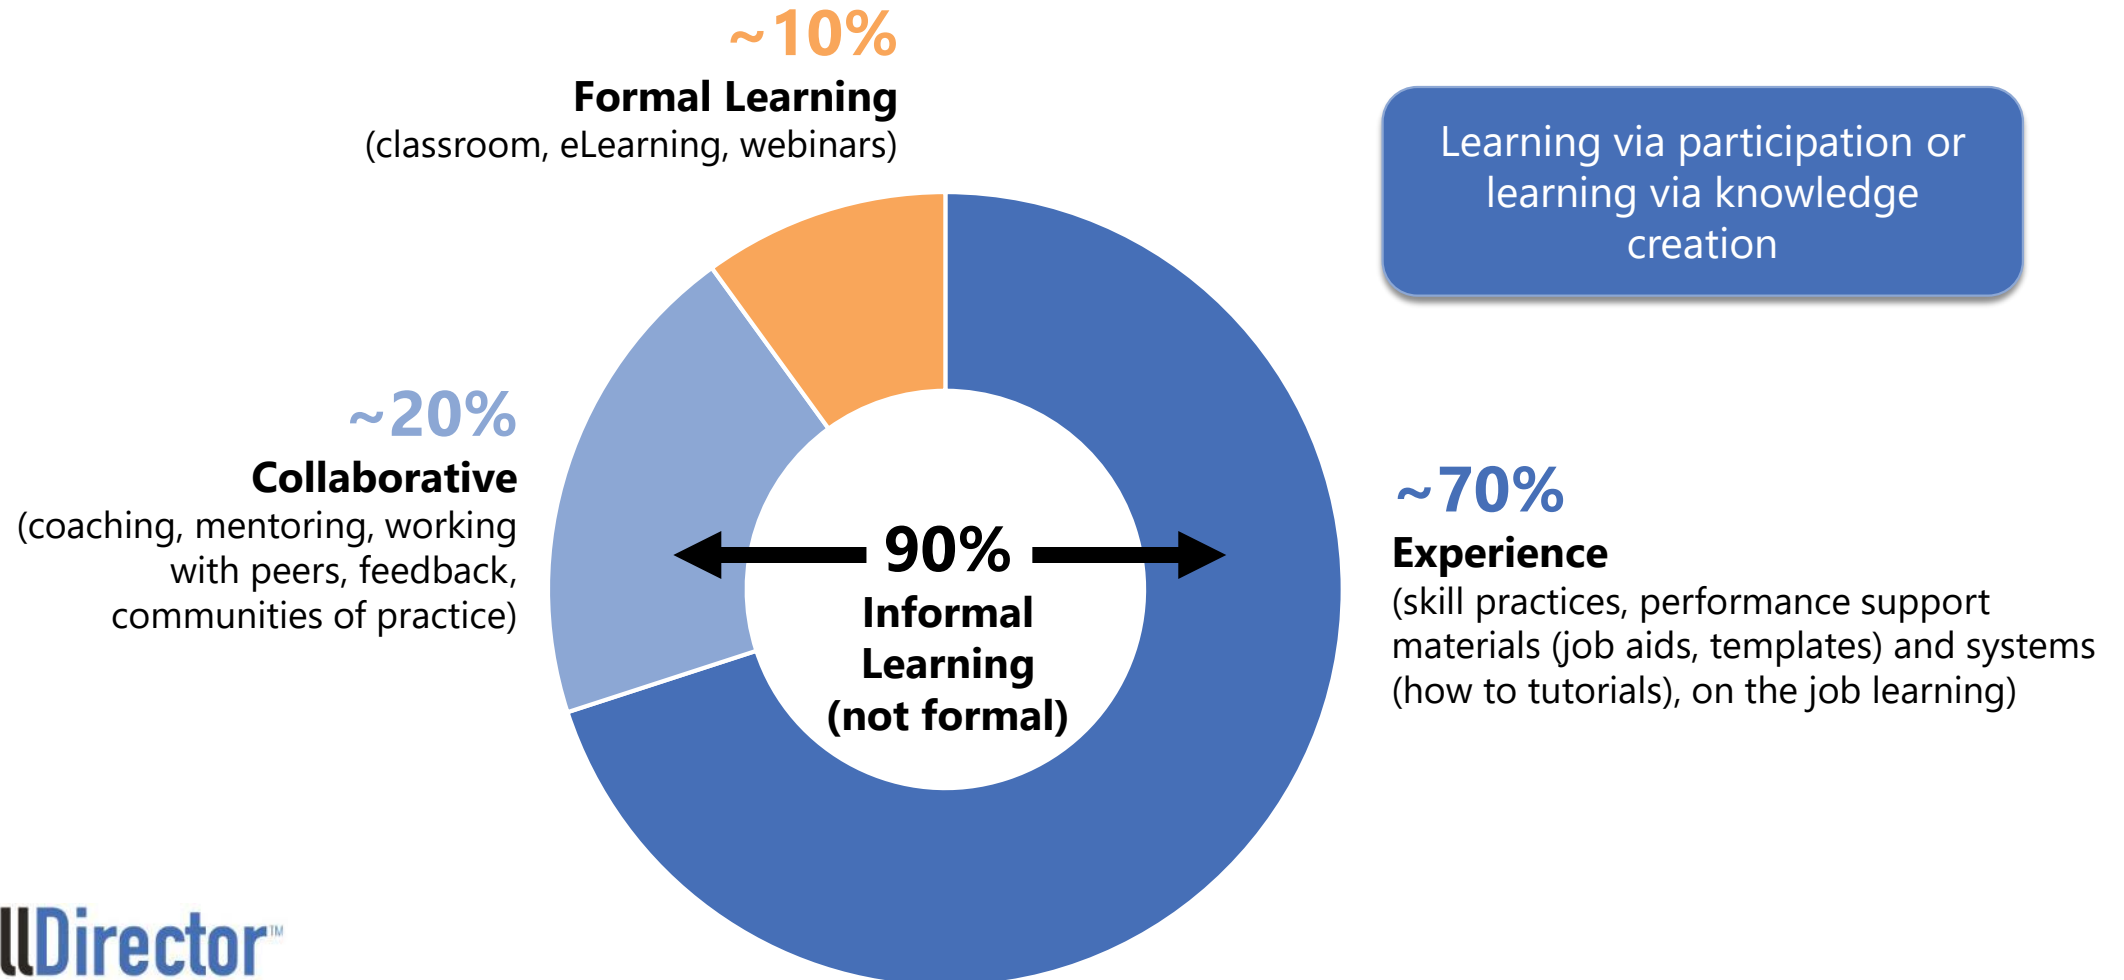 ~10%
Formal Learning
(classroom, eLearning, webinars)
Learning via participation or
learning via knowledge
creation
~20%
Collaborative
(coaching, mentoring, working
with peers, feedback,
communities of practice)
90%
Informal
Learning
(not formal)
~70%
Experience
(skill practices, performance support
materials (job aids, templates) and systems
(how to tutorials), on the job learning)
llDirector™